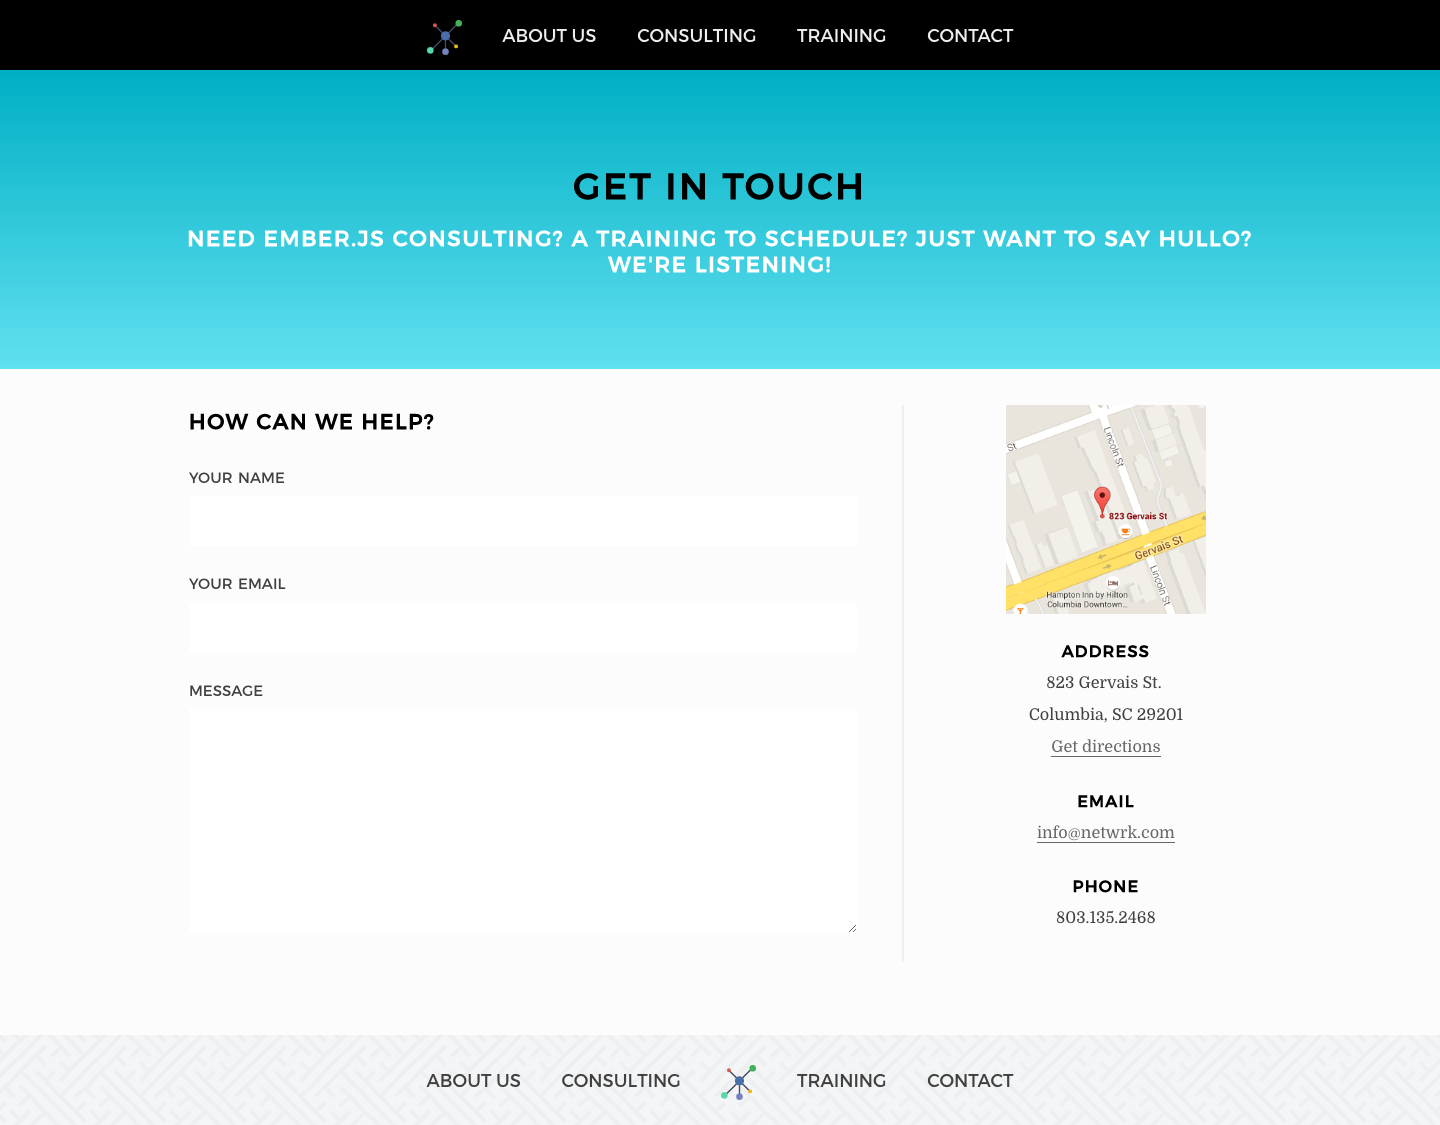 ABOUT US CONSULTING TRAINING CONTACT
GET IN TOUCH
NEED EMBER.JS CONSULTING? A TRAINING TO SCHEDULE? JUST WANT TO SAY HULLO?
WE'RE LISTENING!
HOW CAN WE HELP?
YOUR NAME
YOUR EMAIL
MESSAGE
St
Lincoln St
823 Gervais St
Gervais St
Lincoln St
Hampton Inn by Hilton
Columbia Downtown...
ADDRESS
823 Gervais St.
Columbia, SC 29201
Get directions
EMAIL
info@netwrk.com
PHONE
803.135.2468
ABOUT US CONSULTING TRAINING CONTACT